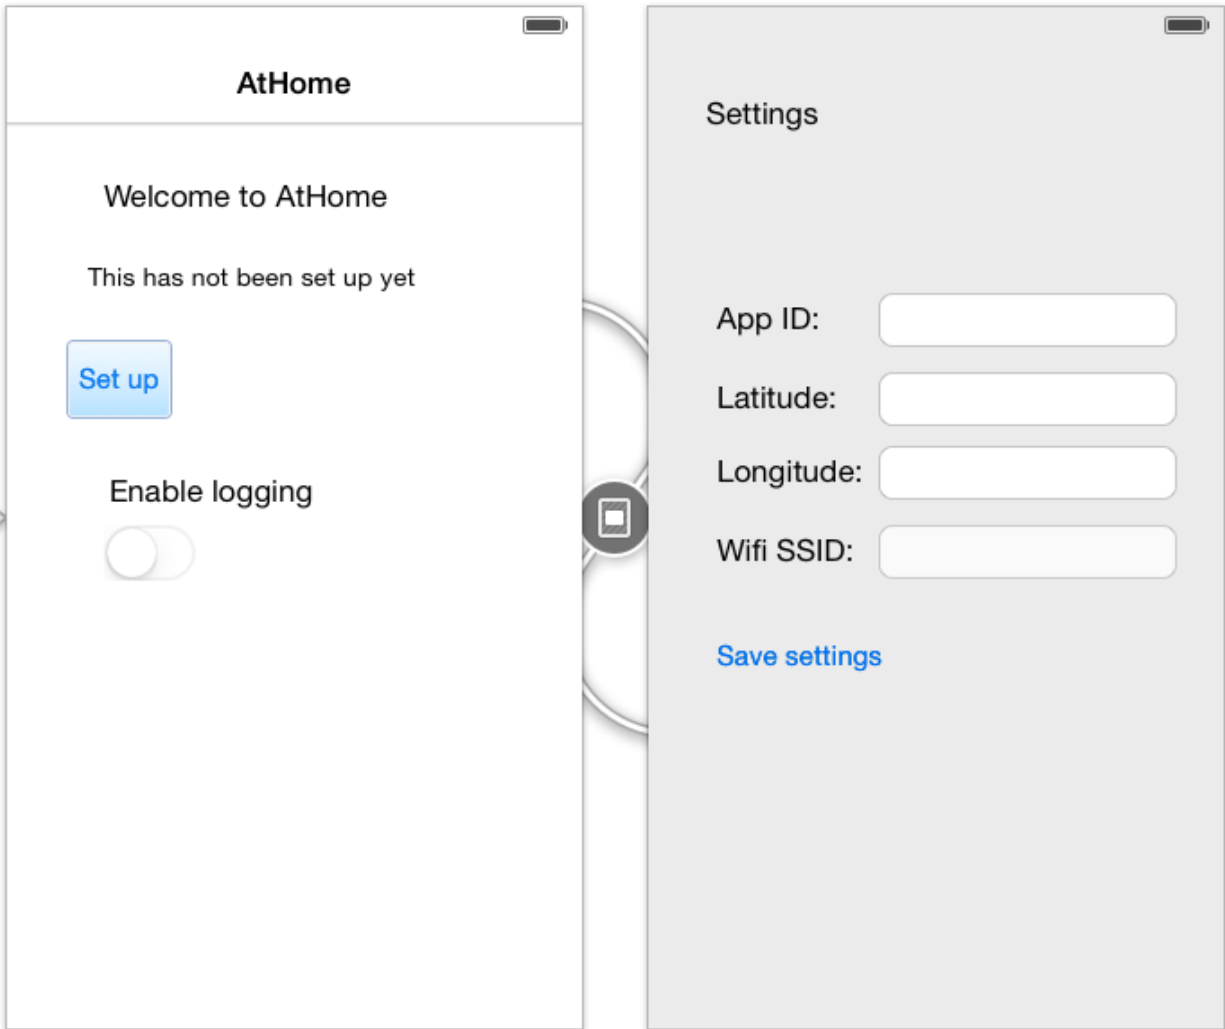 AtHome
Welcome to AtHome
This has not been set up yet
Set up
Enable logging
Settings
App ID:
Latitude:
Longitude:
Wifi SSID:
Save settings